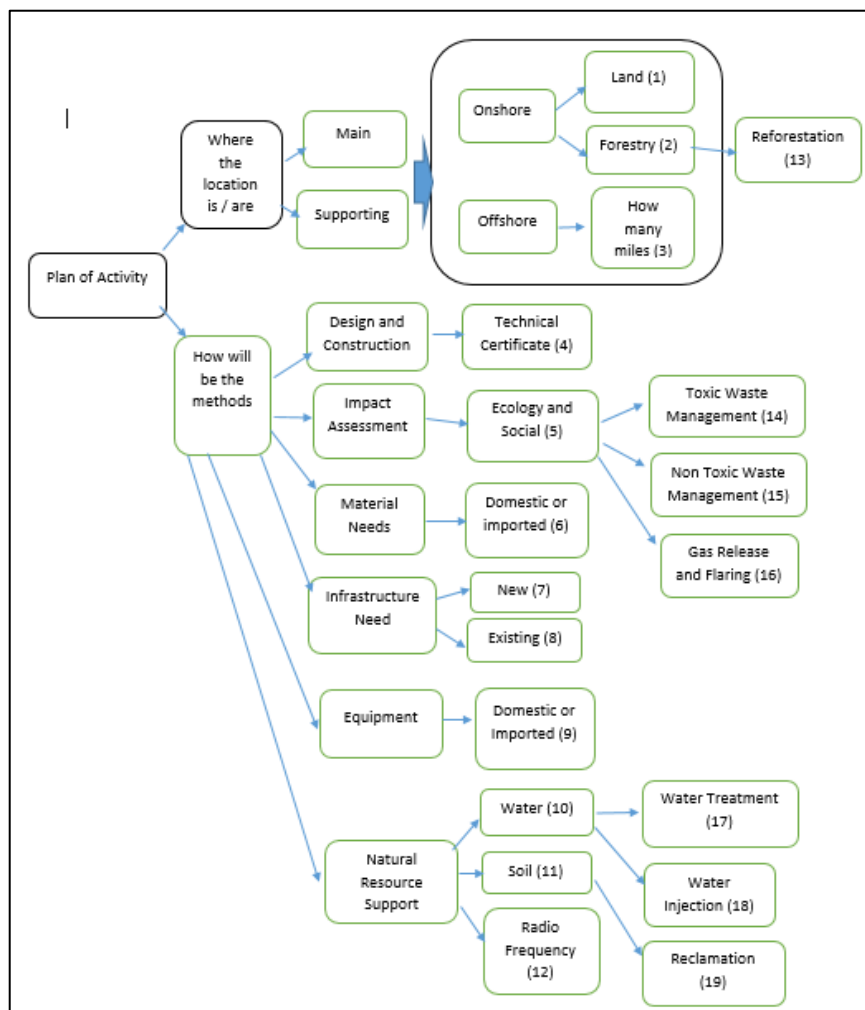 Plan of Activity
Where
the
location
is / are
Main
Supporting
Onshore
Land (1)
Forestry (2)
Reforestation
(13)
Offshore
How
many
miles (3)
How will
be the
methods
Design and
Construction
Technical
Certificate (4)
Impact
Assessment
Ecology and
Social (5)
Toxic Waste
Management (14)
Non Toxic Waste
Management (15)
Gas Release
and Flaring (16)
Material
Needs
Domestic or
imported (6)
Infrastructure
Need
New (7)
Existing (8)
Equipment
Domestic or
Imported (9)
Natural
Resource
Support
Water (10)
Water Treatment
(17)
Water
Injection (18)
Soil (11)
Reclamation
(19)
Radio
Frequency
(12)